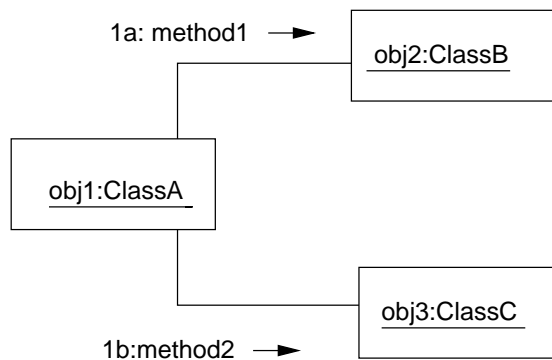 1a: method1
obj2:ClassB
obj1:ClassA
obj3:ClassC
1b:method2